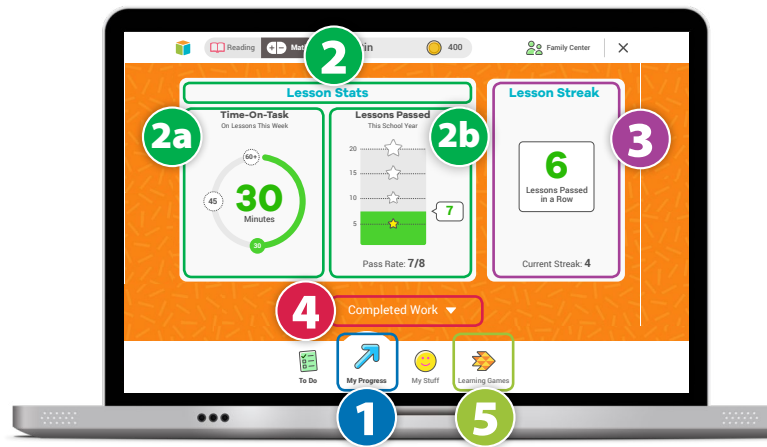 Reading
Mat
in
400
Family Center
2
Lesson Stats
Lesson Streak
2a
Time-On-Task
On Lessons This Week
60+
45
30
Minutes
30
Lessons Passed
This School Year
20
15
10
5
7
Pass Rate: 7/8
2b
3
6
Lessons Passed
in a Row
Current Streak: 4
4
Completed Work
To Do
My Progress
My Stuff
Learning Games
1
5